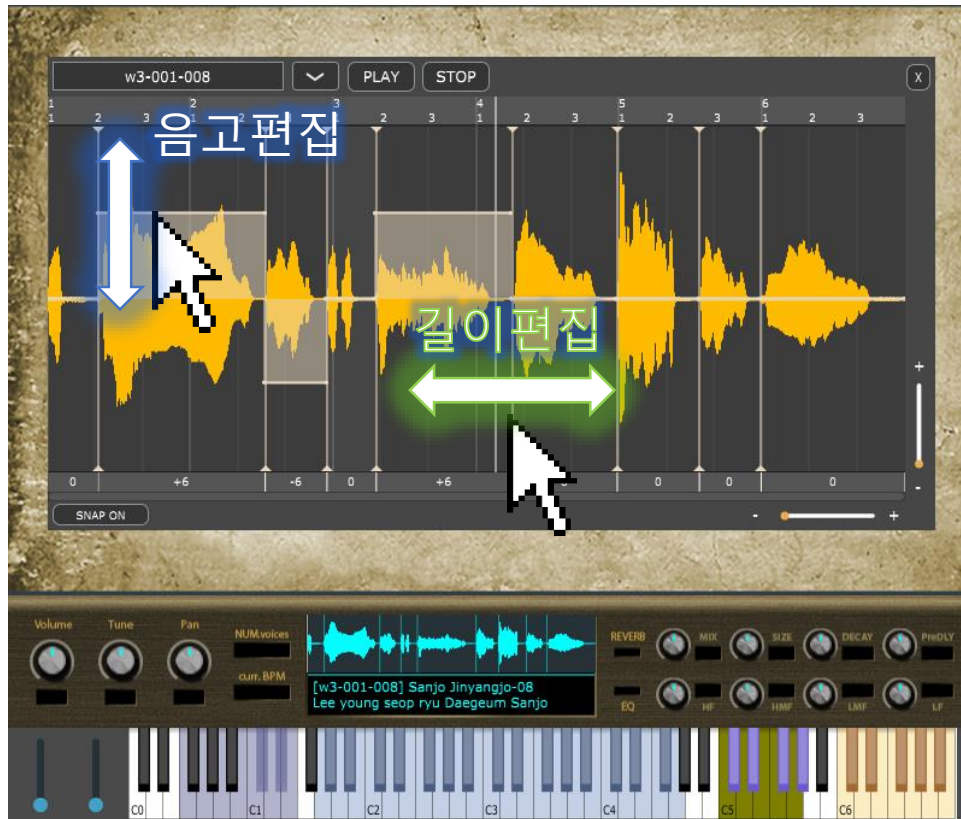 w3-001-008 PLAY STOP X
1 2 3 4 5 6
1 2 3 1 2 3 1 2 3 1 2 3 1 2 3 1 2 3
음고편집
길이편집
+
-
0 +6 -6 0 +6 0 0 0
SNAP ON - +
Volume Tune Pan NUM.voices REVERB MIX SIZE DECAY PreDLY
curr. BPM
[w3-001-008] Sanjo Jinyangjo-08
Lee young seop ryu Daegeum Sanjo
EQ HF HMF LMF LF
C0 C1 C2 C3 C4 C5 C6